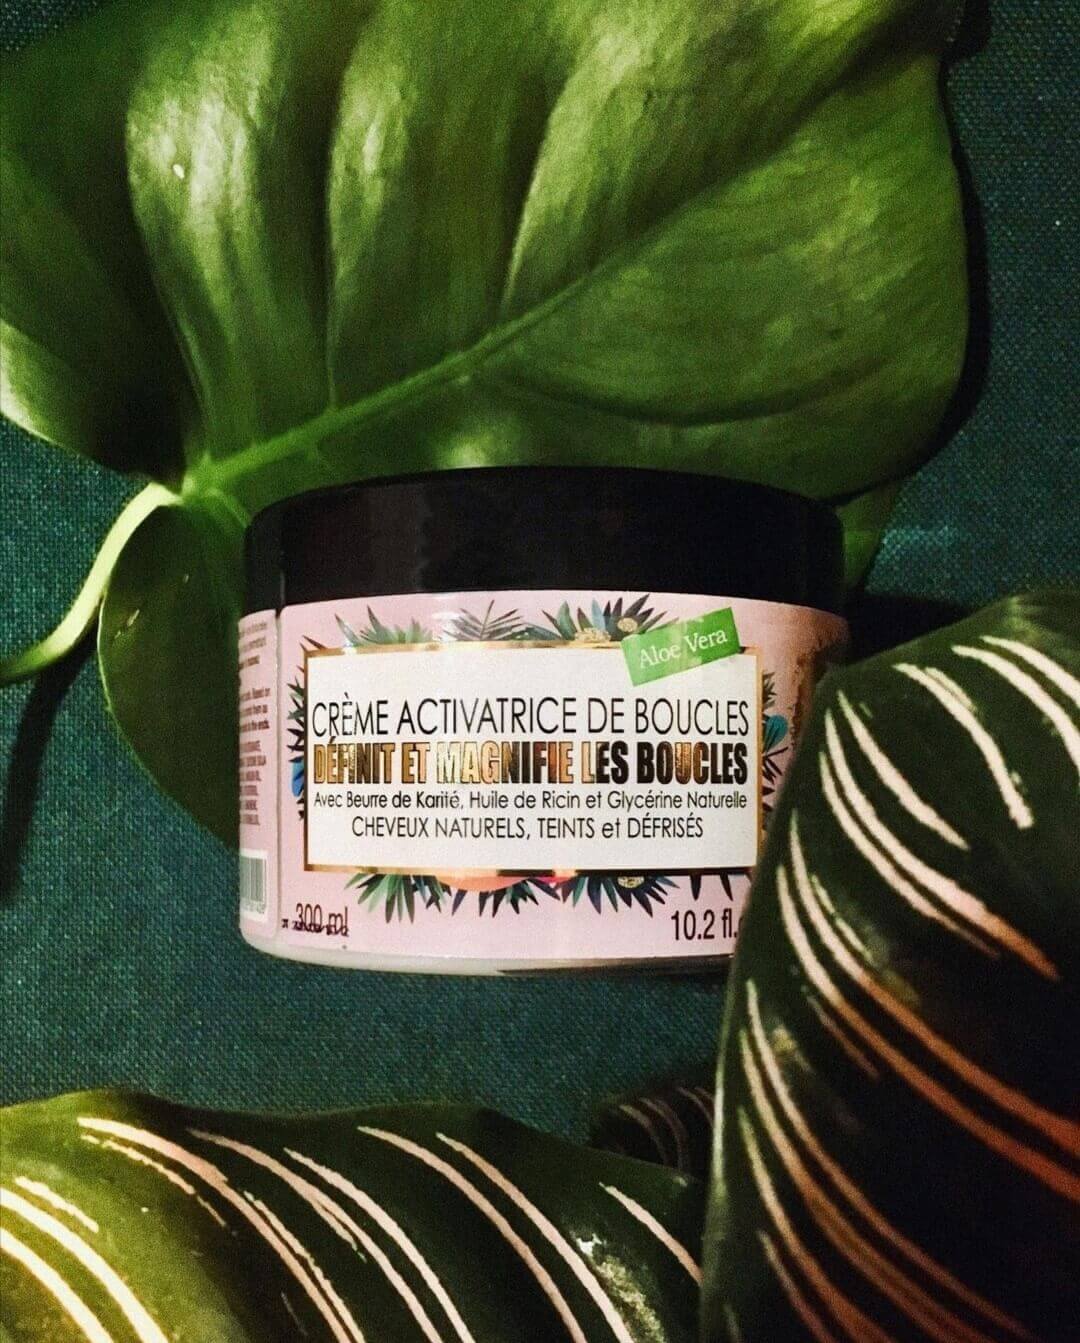 Aloe Vera
CRÈME ACTIVATRICE DE BOUCLES
DÉFINIT ET MAGNIFIE LES BOUCLES
Avec Beurre de Karité, Huile de Ricin et Glycérine Naturelle
CHEVEUX NATURELS, TEINTS et DÉFRISÉS
300 ml
10.2 fl.